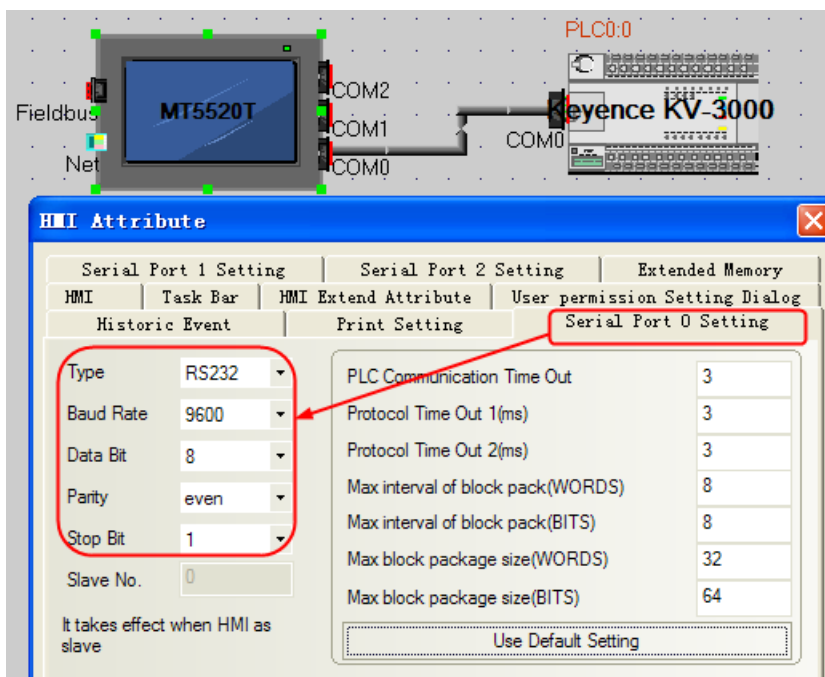 PLC0:0
COM2
Fieldbus
MT5520T
Keyence KV-3000
COM1
COM0
Net
COM0
HMI Attribute
Serial Port 1 Setting
Serial Port 2 Setting
Extended Memory
HMI
Task Bar
HMI Extend Attribute
User permission Setting Dialog
Historic Event
Print Setting
Serial Port 0 Setting
Type RS232
Baud Rate 9600
Data Bit 8
Parity even
Stop Bit 1
Slave No. 0
It takes effect when HMI as
slave
PLC Communication Time Out 3
Protocol Time Out 1(ms) 3
Protocol Time Out 2(ms) 3
Max interval of block pack(WORDS) 8
Max interval of block pack(BITS) 8
Max block package size(WORDS) 32
Max block package size(BITS) 64
Use Default Setting